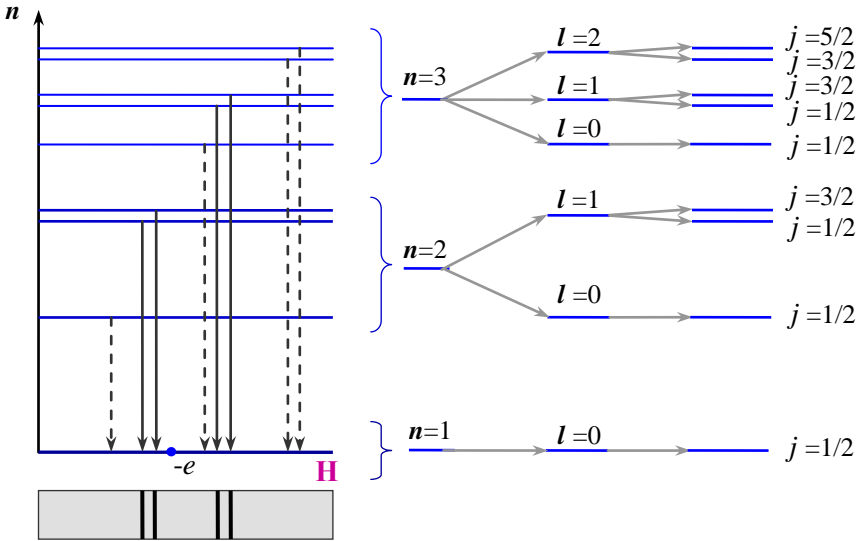 n
l =2
j =5/2
j =3/2
n=3
l =1
j =3/2
j =1/2
l =0
j =1/2
l =1
j =3/2
j =1/2
n=2
l =0
j =1/2
n=1
l =0
j =1/2
-e
H